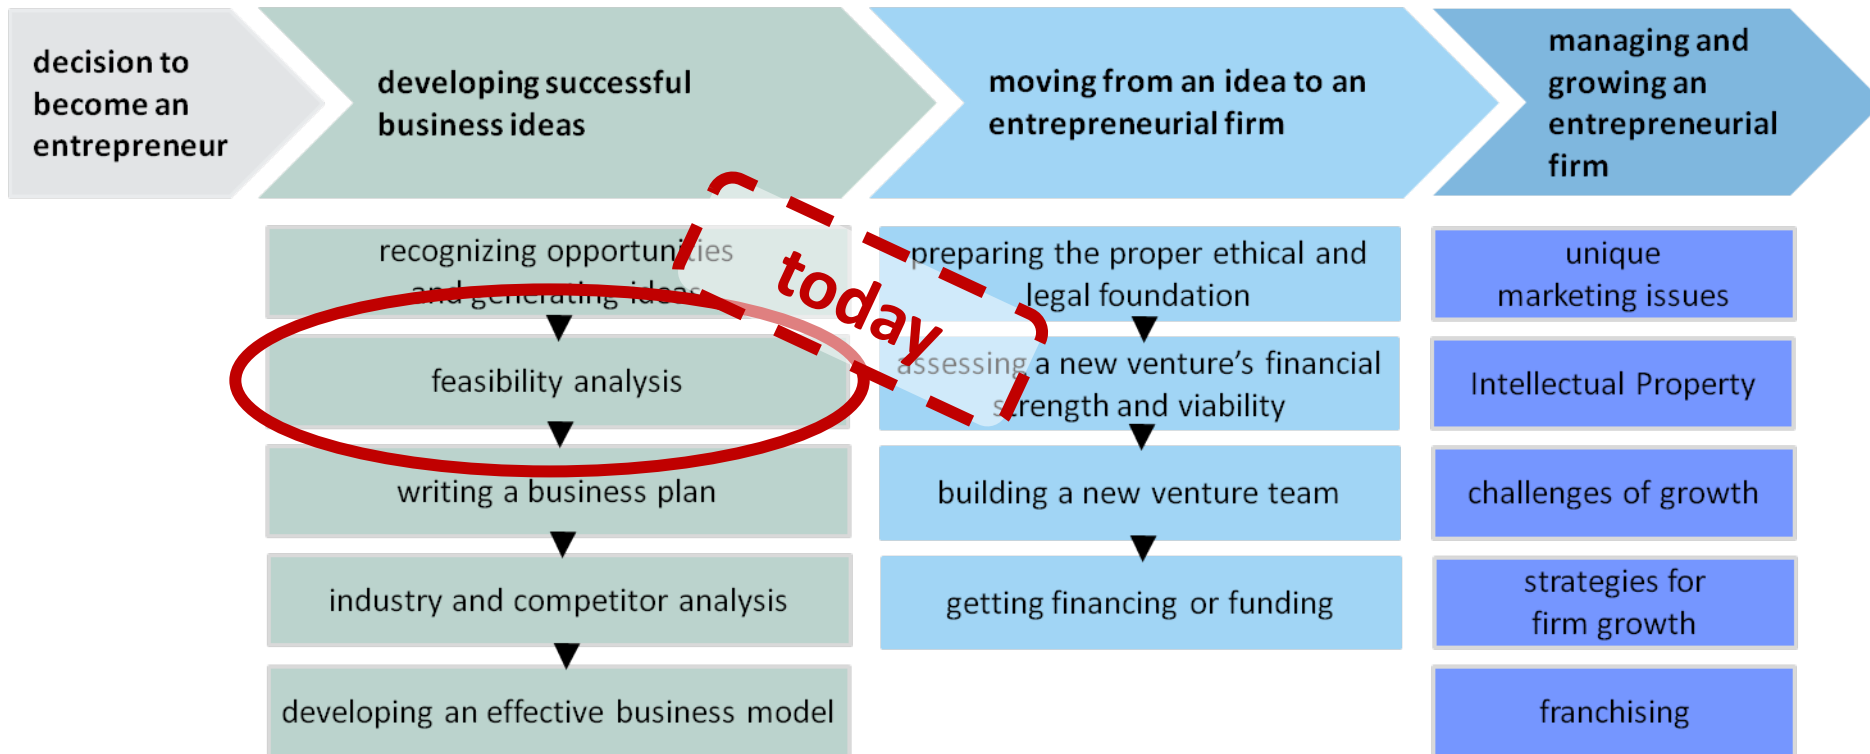 decision to
become an
entrepreneur
developing successful
business ideas
moving from an idea to an
entrepreneurial firm
managing and
growing an
entrepreneurial
firm
recognizing opportunities
and generating ideas
feasibility analysis
writing a business plan
industry and competitor analysis
developing an effective business model
today
preparing the proper ethical and
legal foundation
assessing a new venture’s financial
strength and viability
building a new venture team
getting financing or funding
unique
marketing issues
Intellectual Property
challenges of growth
strategies for
firm growth
franchising